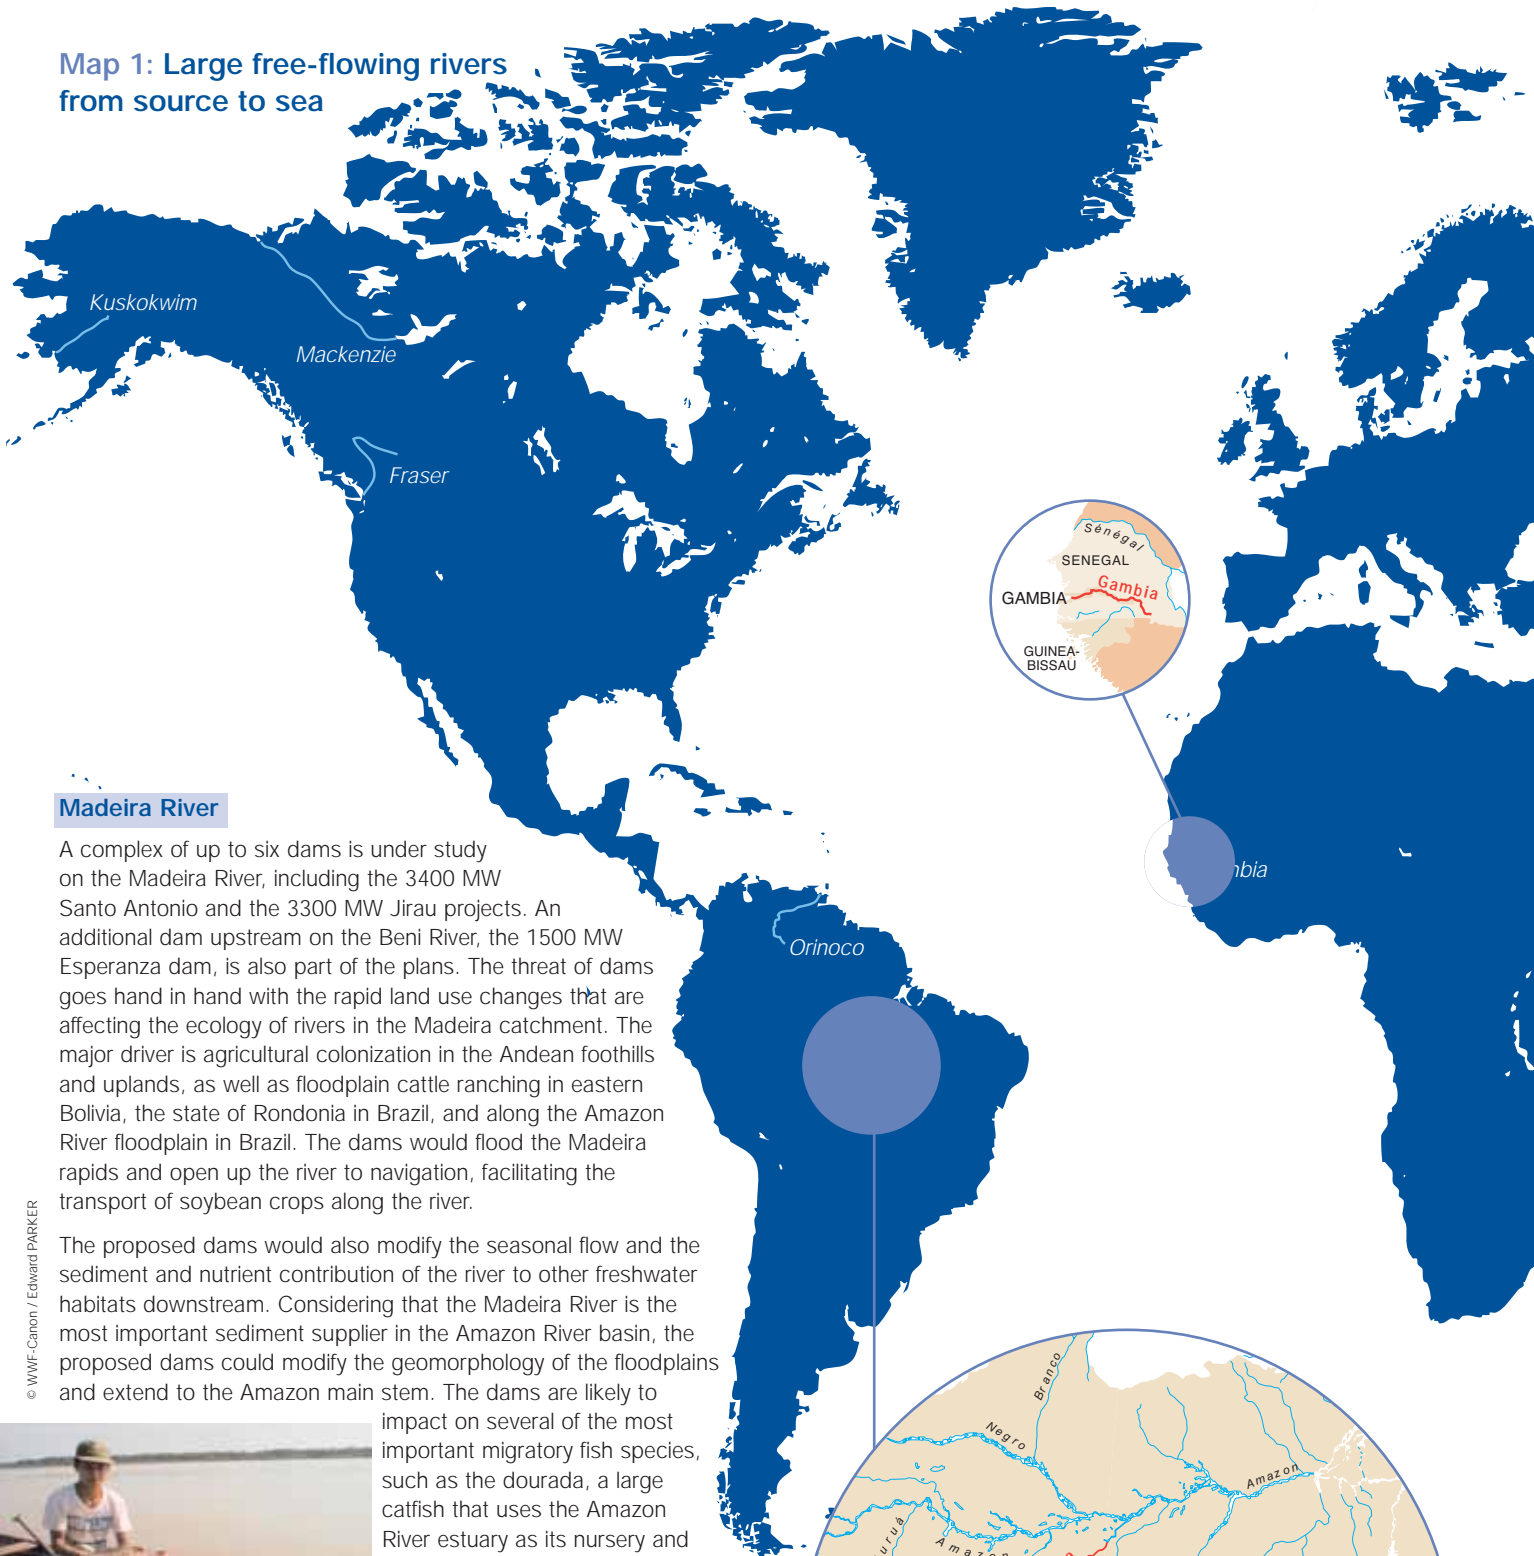 Map 1: Large free-flowing rivers
from source to sea
Kuskokwim
Mackenzie
Fraser
Sénégal
SENEGAL
Gambia
GAMBIA
GUINEA-
BISSAU
Madeira River
A complex of up to six dams is under study
on the Madeira River, including the 3400 MW
Santo Antonio and the 3300 MW Jirau projects. An
additional dam upstream on the Beni River, the 1500 MW
Esperanza dam, is also part of the plans. The threat of dams
goes hand in hand with the rapid land use changes that are
affecting the ecology of rivers in the Madeira catchment. The
major driver is agricultural colonization in the Andean foothills
and uplands, as well as floodplain cattle ranching in eastern
Bolivia, the state of Rondonia in Brazil, and along the Amazon
River floodplain in Brazil. The dams would flood the Madeira
rapids and open up the river to navigation, facilitating the
transport of soybean crops along the river.
The proposed dams would also modify the seasonal flow and the
sediment and nutrient contribution of the river to other freshwater
habitats downstream. Considering that the Madeira River is the
most important sediment supplier in the Amazon River basin, the
proposed dams could modify the geomorphology of the floodplains
and extend to the Amazon main stem. The dams are likely to
impact on several of the most
important migratory fish species,
such as the dourada, a large
catfish that uses the Amazon
River estuary as its nursery and
© WWF-Canon / Edward PARKER
Orinoco
Branco
Negro
Amazon